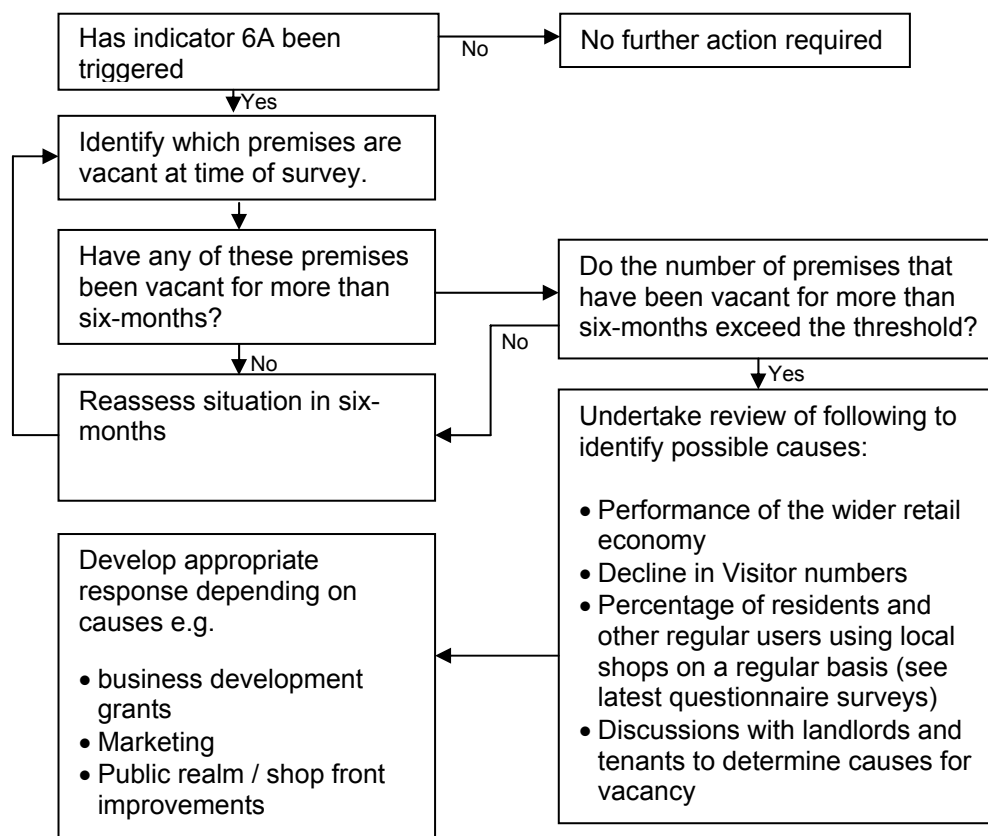 Has indicator 6A been
triggered
No
No further action required
Yes
Identify which premises are
vacant at time of survey.
Have any of these premises
been vacant for more than
six-months?
Do the number of premises that
have been vacant for more than
six-months exceed the threshold?
No
No
Yes
Reassess situation in six-
months
Undertake review of following to
identify possible causes:
• Performance of the wider retail
economy
• Decline in Visitor numbers
• Percentage of residents and
other regular users using local
shops on a regular basis (see
latest questionnaire surveys)
• Discussions with landlords and
tenants to determine causes for
vacancy
Develop appropriate
response depending on
causes e.g.
• business development
grants
• Marketing
• Public realm / shop front
improvements